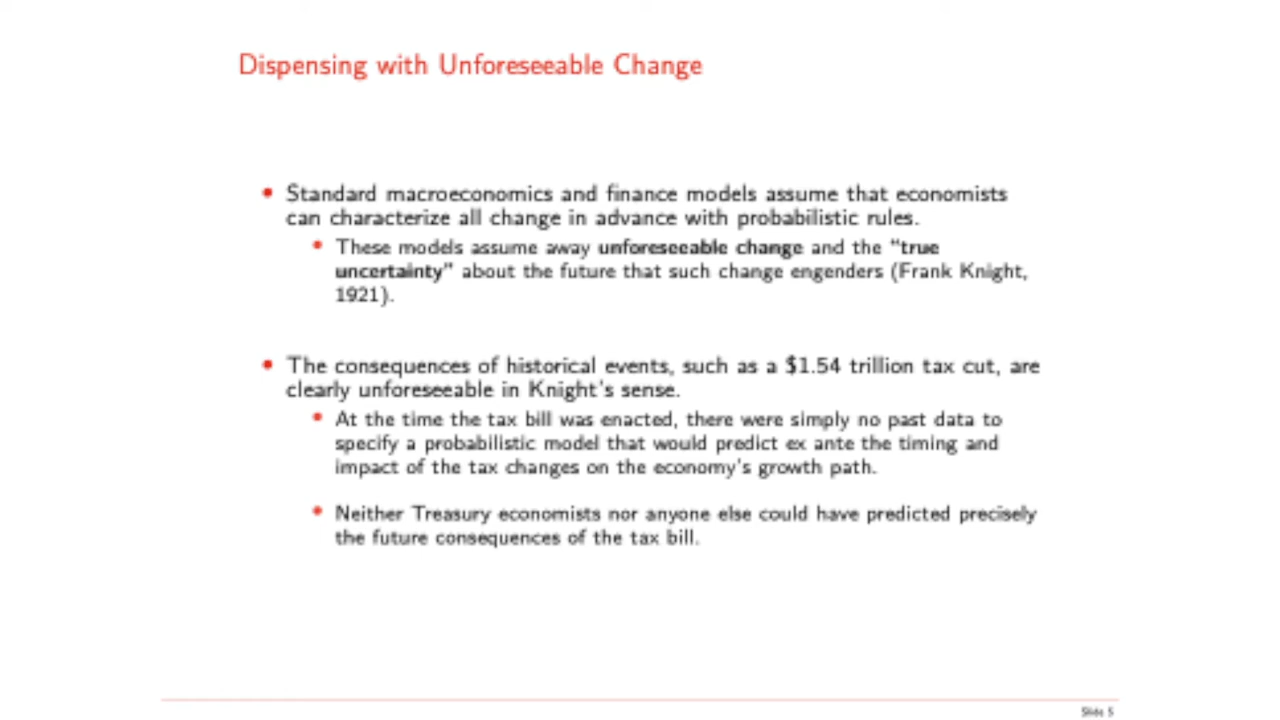 Dispensing with Unforeseeable Change
• Standard macroeconomics and finance models assume that economists
can characterize all change in advance with probabilistic rules.
• These models assume away unforeseeable change and the “true
uncertainty” about the future that such change engenders (Frank Knight,
1921).
• The consequences of historical events, such as a $1.54 trillion tax cut, are
clearly unforeseeable in Knight's sense.
• At the time the tax bill was enacted, there were simply no past data to
specify a probabilistic model that would predict ex ante the timing and
impact of the tax changes on the economy's growth path.
• Neither Treasury economists nor anyone else could have predicted precisely
the future consequences of the tax bill.
Slide 5